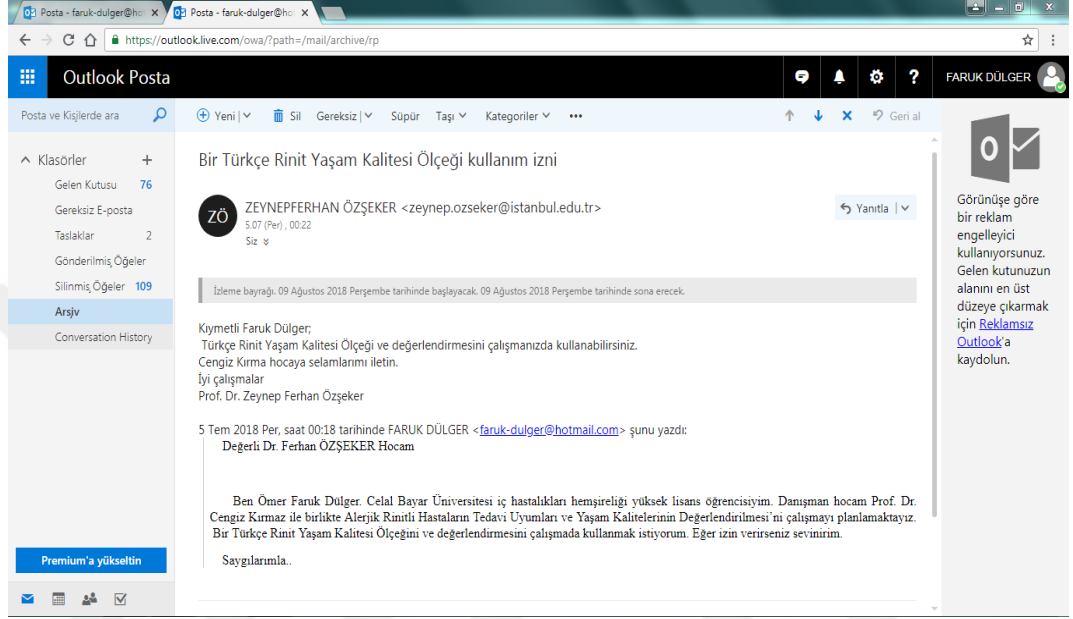 Posta - faruk-dulger@ho
Posta - faruk-dulger@ho
https://outlook.live.com/owa/?path=/mail/archive/rp
Outlook Posta
FARUK DÜLGER
Posta ve Kişilerde ara
Yeni
Sil
Gereksiz
Süpür
Taşı
Kategoriler
Geri al
Klasörler
Gelen Kutusu 76
Gereksiz E-posta
Taslaklar 2
Gönderilmiş Öğeler
Silinmiş Öğeler 109
Arşiv
Conversation History
Premium'a yükseltin
Bir Türkçe Rinit Yaşam Kalitesi Ölçeği kullanım izni
ZÖ
ZEYNEPFERHAN ÖZŞEKER <zeynep.ozseker@istanbul.edu.tr>
5.07 (Per) , 00:22
Siz
Yanıtla
İzleme bayrağı. 09 Ağustos 2018 Perşembe tarihinde başlayacak. 09 Ağustos 2018 Perşembe tarihinde sona erecek.
Kıymetli Faruk Dülger;
Türkçe Rinit Yaşam Kalitesi Ölçeği ve değerlendirmesini çalışmanızda kullanabilirsiniz.
Cengiz Kırma hocaya selamlarımı iletin.
İyi çalışmalar
Prof. Dr. Zeynep Ferhan Özşeker
5 Tem 2018 Per, saat 00:18 tarihinde FARUK DÜLGER <faruk-dulger@hotmail.com> şunu yazdı:
Değerli Dr. Ferhan ÖZŞEKER Hocam
Ben Ömer Faruk Dülger. Celal Bayar Üniversitesi iç hastalıkları hemşireliği yüksek lisans öğrencisiyim. Danışman hocam Prof. Dr.
Cengiz Kırmaz ile birlikte Alerjik Rinitli Hastaların Tedavi Uyumları ve Yaşam Kalitelerinin Değerlendirilmesi'ni çalışmayı planlamaktayız.
Bir Türkçe Rinit Yaşam Kalitesi Ölçeğini ve değerlendirmesini çalışmada kullanmak istiyorum. Eğer izin verirseniz sevinirim.
Saygılarımla..
Görünüşe göre
bir reklam
engelleyici
kullanıyorsunuz.
Gelen kutunuzun
alanını en üst
düzeye çıkarmak
için Reklamsız
Outlook'a
kaydolun.